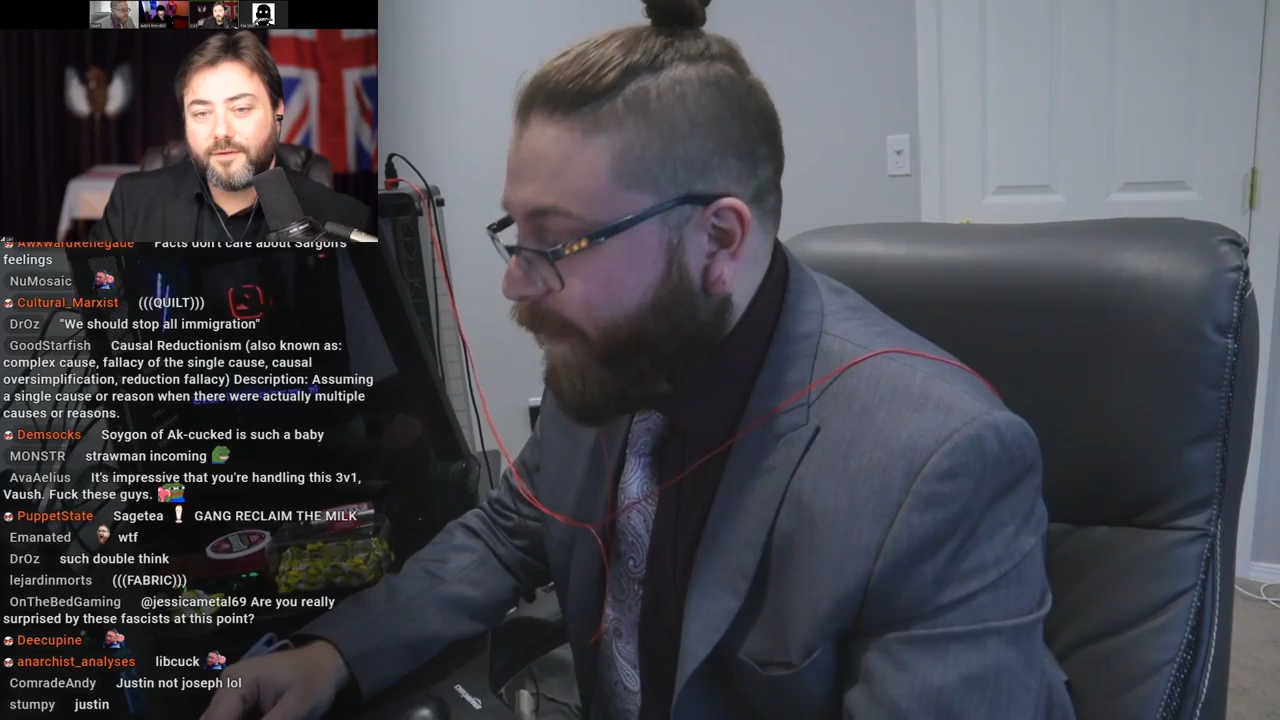 AwkwardRenegade Facts don't care about Sargon's
feelings
NuMosaic
Cultural_Marxist (((QUILT)))
DrOz "We should stop all immigration"
GoodStarfish Causal Reductionism (also known as:
complex cause, fallacy of the single cause, causal
oversimplification, reduction fallacy) Description: Assuming
a single cause or reason when there were actually multiple
causes or reasons.
Demsocks Soygon of Ak-cucked is such a baby
MONSTR strawman incoming
AvaAelius It's impressive that you're handling this 3v1,
Vaush. Fuck these guys.
PuppetState Sagetea GANG RECLAIM THE MILK
Emanated wtf
DrOz such double think
lejardinmorts (((FABRIC)))
OnTheBedGaming @jessicametal69 Are you really
surprised by these fascists at this point?
Deecupine
anarchist_analyses libcuck
ComradeAndy Justin not joseph lol
stumpy justin